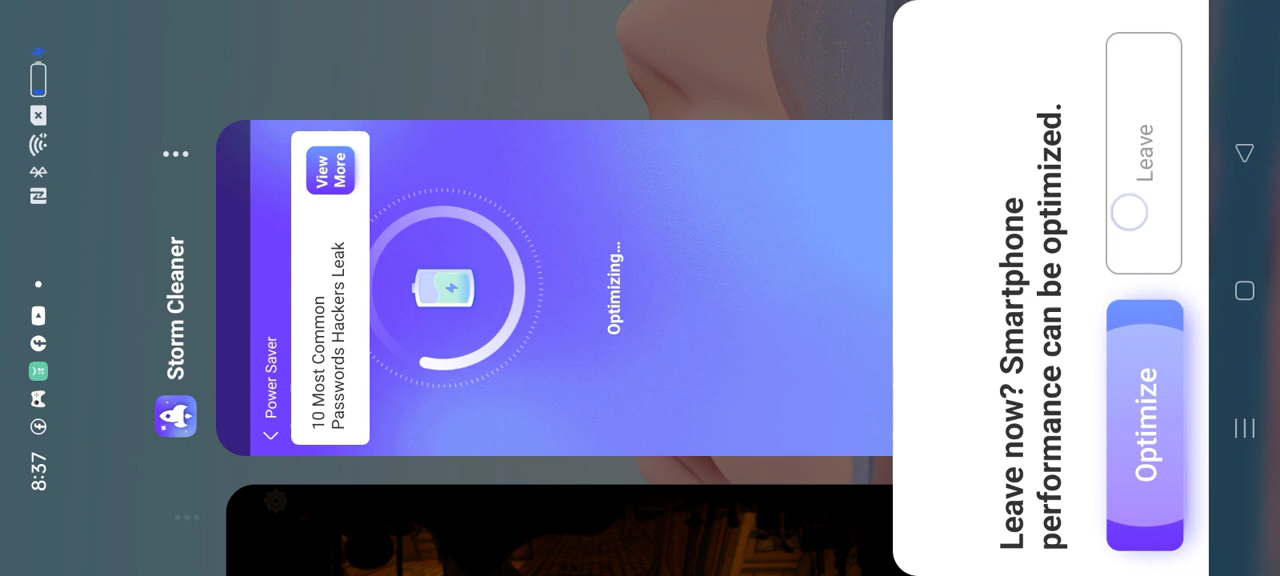 8:37
Storm Cleaner
Power Saver
10 Most Common
Passwords Hackers Leak
View
More
Optimizing...
Leave now? Smartphone
performance can be optimized.
Optimize
Leave